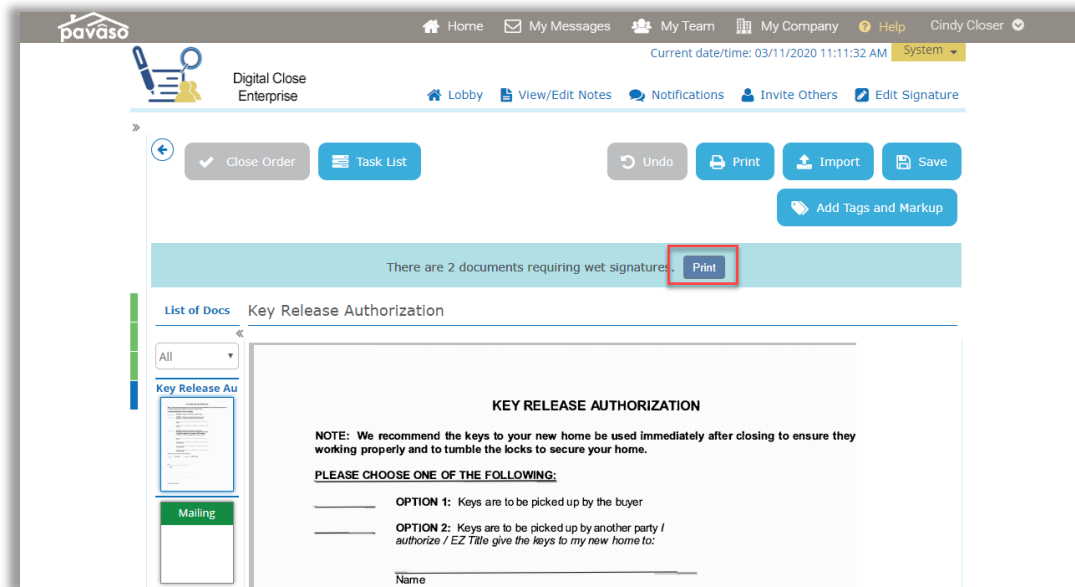 pavaso
Home My Messages My Team My Company Help Cindy Closer
Current date/time: 03/11/2020 11:11:32 AM System
Digital Close
Enterprise
Lobby View/Edit Notes Notifications Invite Others Edit Signature
Close Order Task List Undo Print Import Save
Add Tags and Markup
There are 2 documents requiring wet signatures. Print
List of Docs Key Release Authorization
All
Key Release Au
KEY RELEASE AUTHORIZATION
NOTE: We recommend the keys to your new home be used immediately after closing to ensure they
working properly and to tumble the locks to secure your home.
PLEASE CHOOSE ONE OF THE FOLLOWING:
OPTION 1: Keys are to be picked up by the buyer
Mailing
OPTION 2: Keys are to be picked up by another party I
authorize / EZ Title give the keys to my new home to:
Name